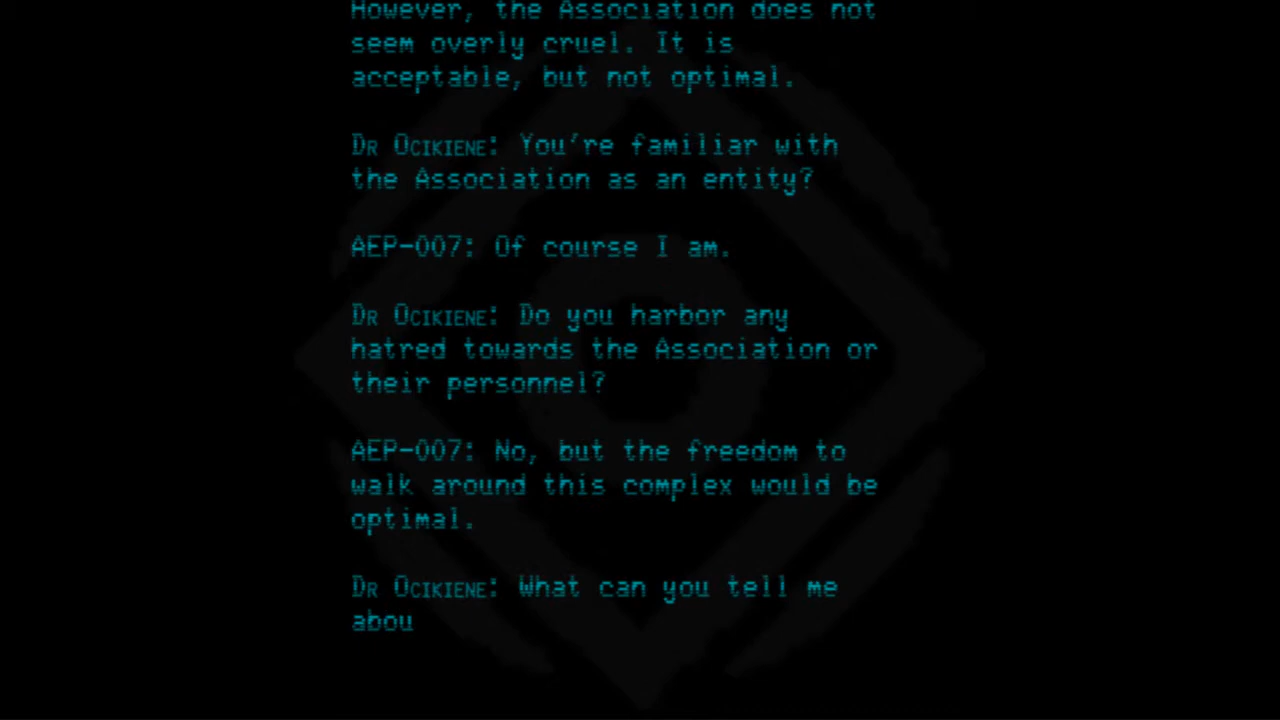 However, the Association does not
seem overly cruel. It is
acceptable, but not optimal.
Dr Ocikiene: You're familiar with
the Association as an entity?
AEP-007: Of course I am.
Dr Ocikiene: Do you harbor any
hatred towards the Association or
their personnel?
AEP-007: No, but the freedom to
walk around this complex would be
optimal.
Dr Ocikiene: What can you tell me
abou